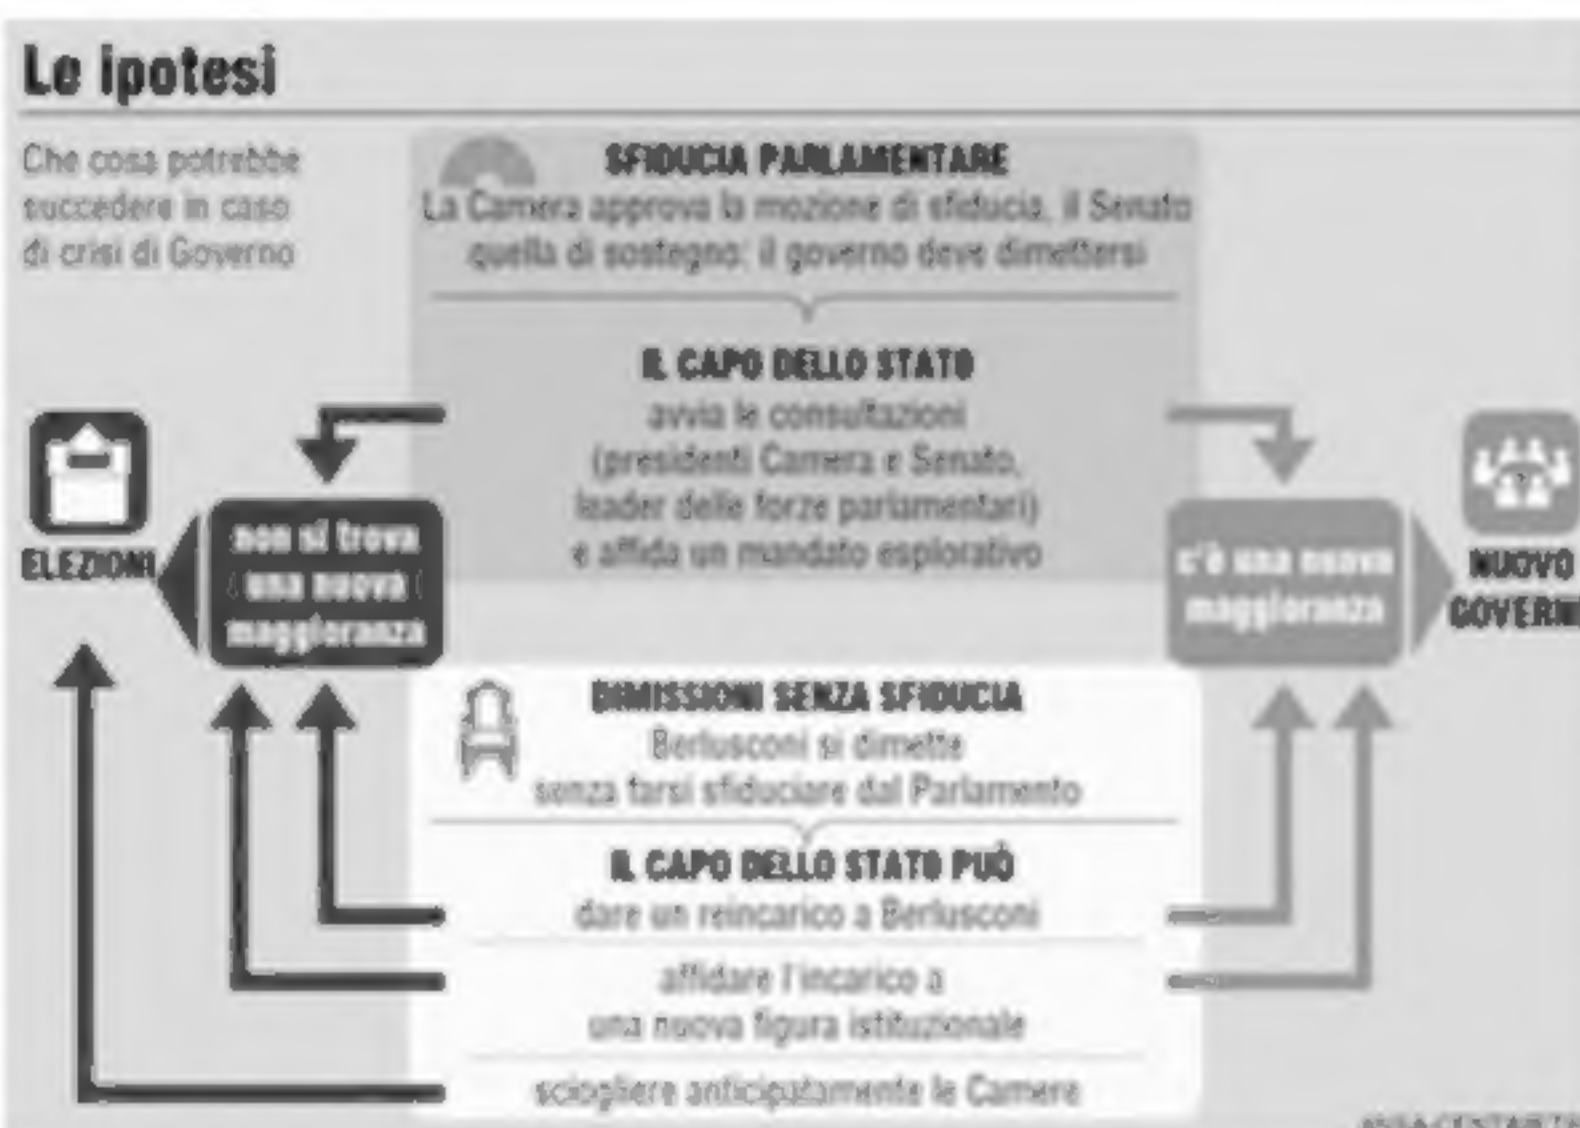 Le ipotesi
Che cosa potrebbe
succedere in caso
di crisi di Governo
SFIDUCIA PARLAMENTARE
La Camera approva la mozione di sfiducia, il Senato
quella di sostegno: il governo deve dimettersi
IL CAPO DELLO STATO
avvia le consultazioni
(presidenti Camera e Senato,
leader delle forze parlamentari)
e affida un mandato esplorativo
ELEZIONI
non si trova
una nuova
maggioranza
c'è una nuova
maggioranza
NUOVO
GOVERN
DIMISSIONI SENZA SFIDUCIA
Berlusconi si dimette
senza farsi sfiduciare dal Parlamento
IL CAPO DELLO STATO PUÒ
dare un reincarico a Berlusconi
affidare l'incarico a
una nuova figura istituzionale
sciogliere anticipatamente le Camere